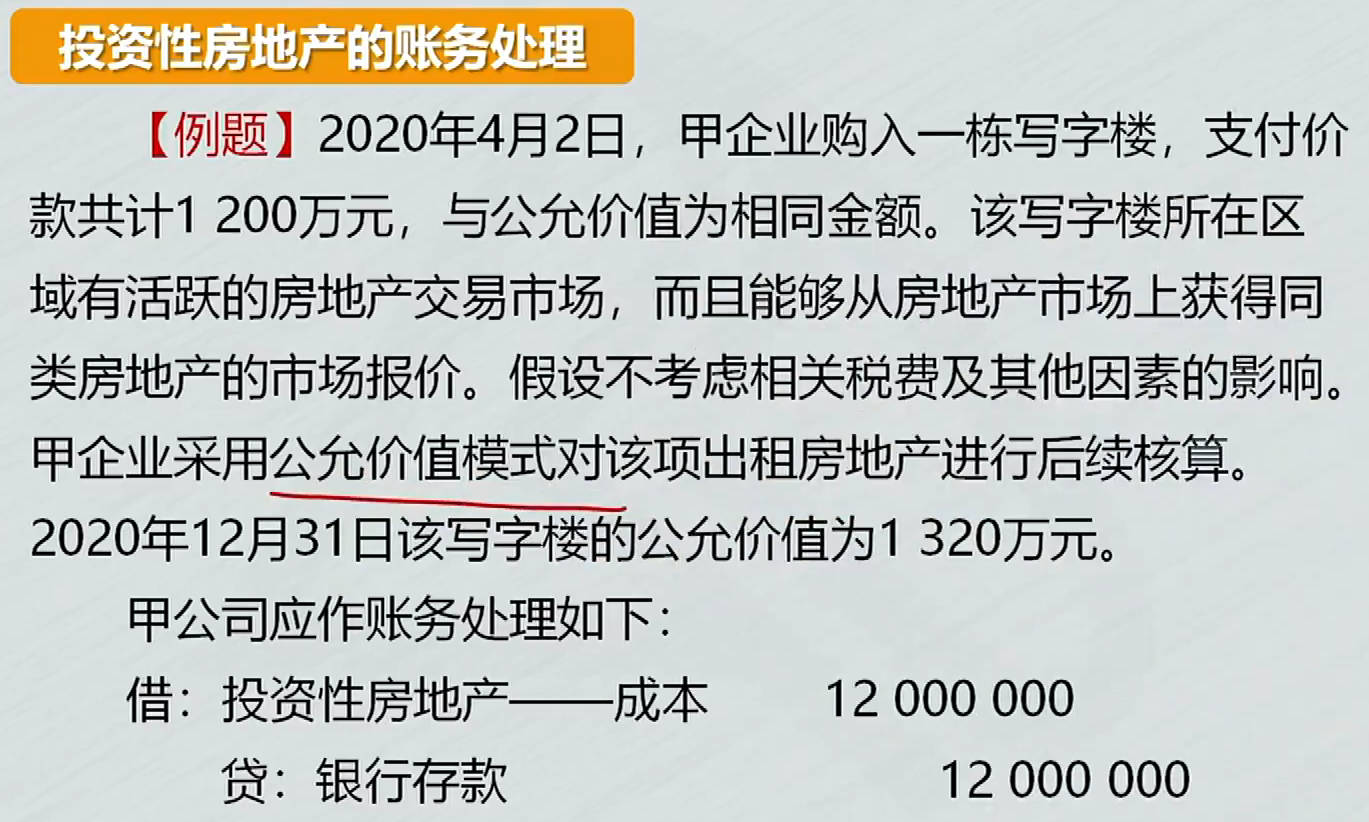 投资性房地产的账务处理
【例题】2020年4月2日，甲企业购入一栋写字楼，支付价
款共计1 200万元，与公允价值为相同金额。该写字楼所在区
域有活跃的房地产交易市场，而且能够从房地产市场上获得同
类房地产的市场报价。假设不考虑相关税费及其他因素的影响。
甲企业采用公允价值模式对该项出租房地产进行后续核算。
2020年12月31日该写字楼的公允价值为1 320万元。
甲公司应作账务处理如下：
借：投资性房地产——成本 12 000 000
贷：银行存款 12 000 000